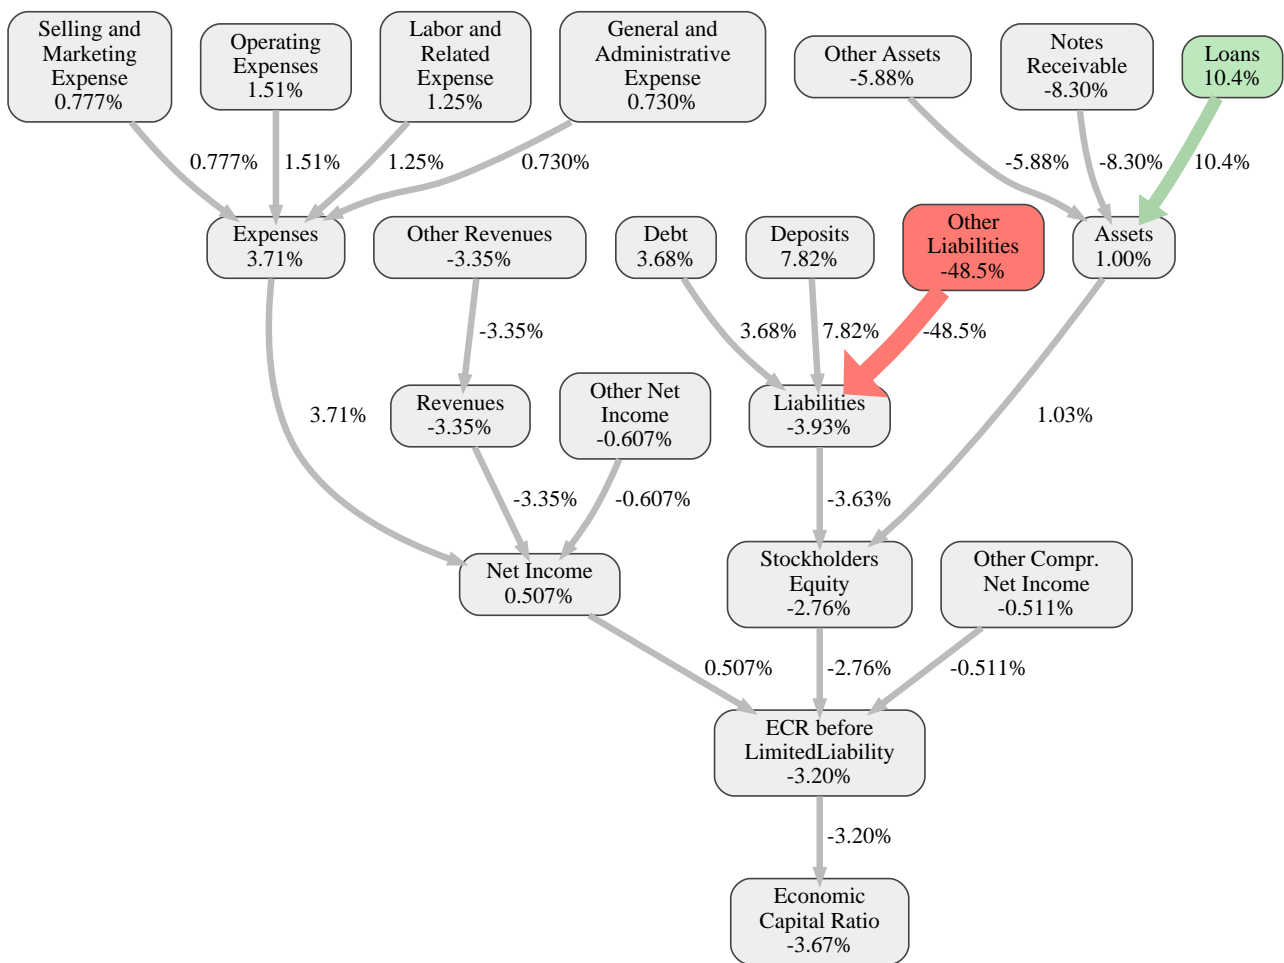 Selling and
Marketing
Expense
0.777%
Operating
Expenses
1.51%
Labor and
Related
Expense
1.25%
General and
Administrative
Expense
0.730%
Other Assets
-5.88%
Notes
Receivable
-8.30%
Loans
10.4%
0.777%
1.51%
1.25%
0.730%
-5.88%
-8.30%
10.4%
Expenses
3.71%
Other Revenues
-3.35%
Debt
3.68%
Deposits
7.82%
Other
Liabilities
-48.5%
Assets
1.00%
-3.35%
3.68%
7.82%
-48.5%
3.71%
Revenues
-3.35%
Other Net
Income
-0.607%
Liabilities
-3.93%
1.03%
-3.35%
-0.607%
-3.63%
Net Income
0.507%
Stockholders
Equity
-2.76%
Other Compr.
Net Income
-0.511%
0.507%
-2.76%
-0.511%
ECR before
LimitedLiability
-3.20%
-3.20%
Economic
Capital Ratio
-3.67%